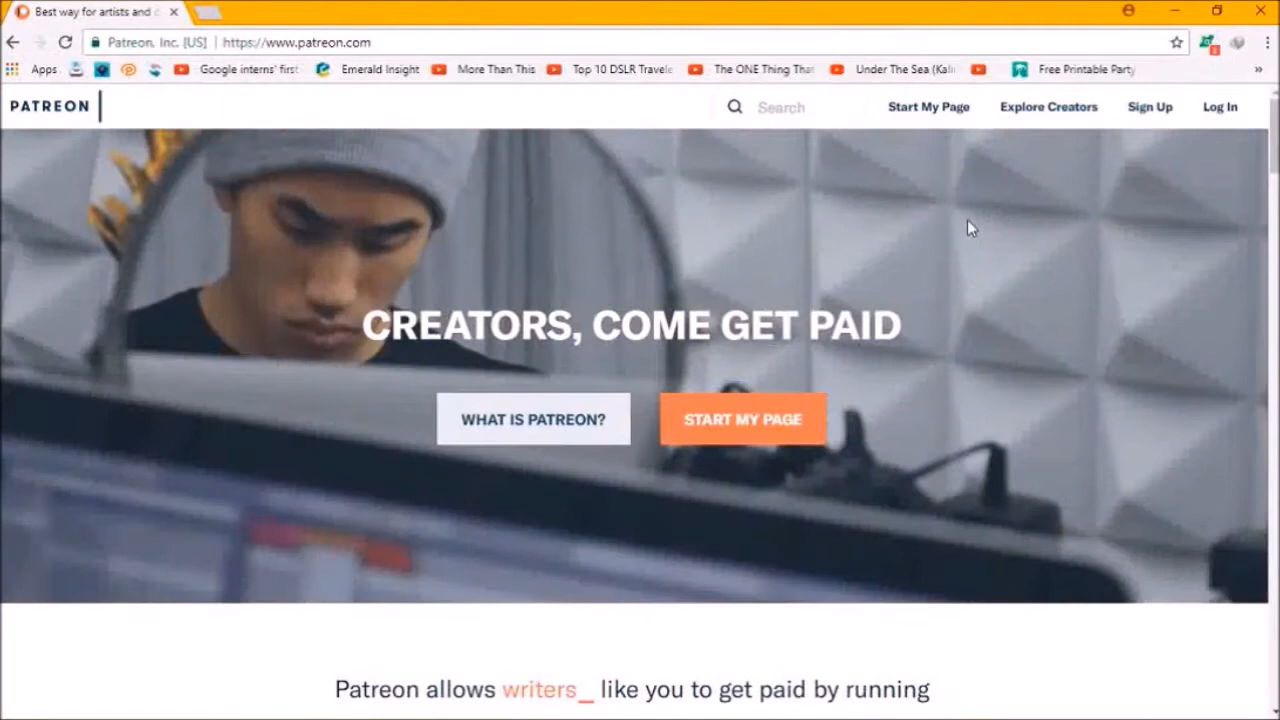 Best way for artists and c
Patreon, Inc. [US] | https://www.patreon.com
Apps Google interns' first Emerald Insight More Than This Top 10 DSLR Travele The ONE Thing Tha Under The Sea (Kali Free Printable Party »
PATREON Search Start My Page Explore Creators Sign Up Log In
CREATORS, COME GET PAID
WHAT IS PATREON? START MY PAGE
Patreon allows writers_ like you to get paid by running